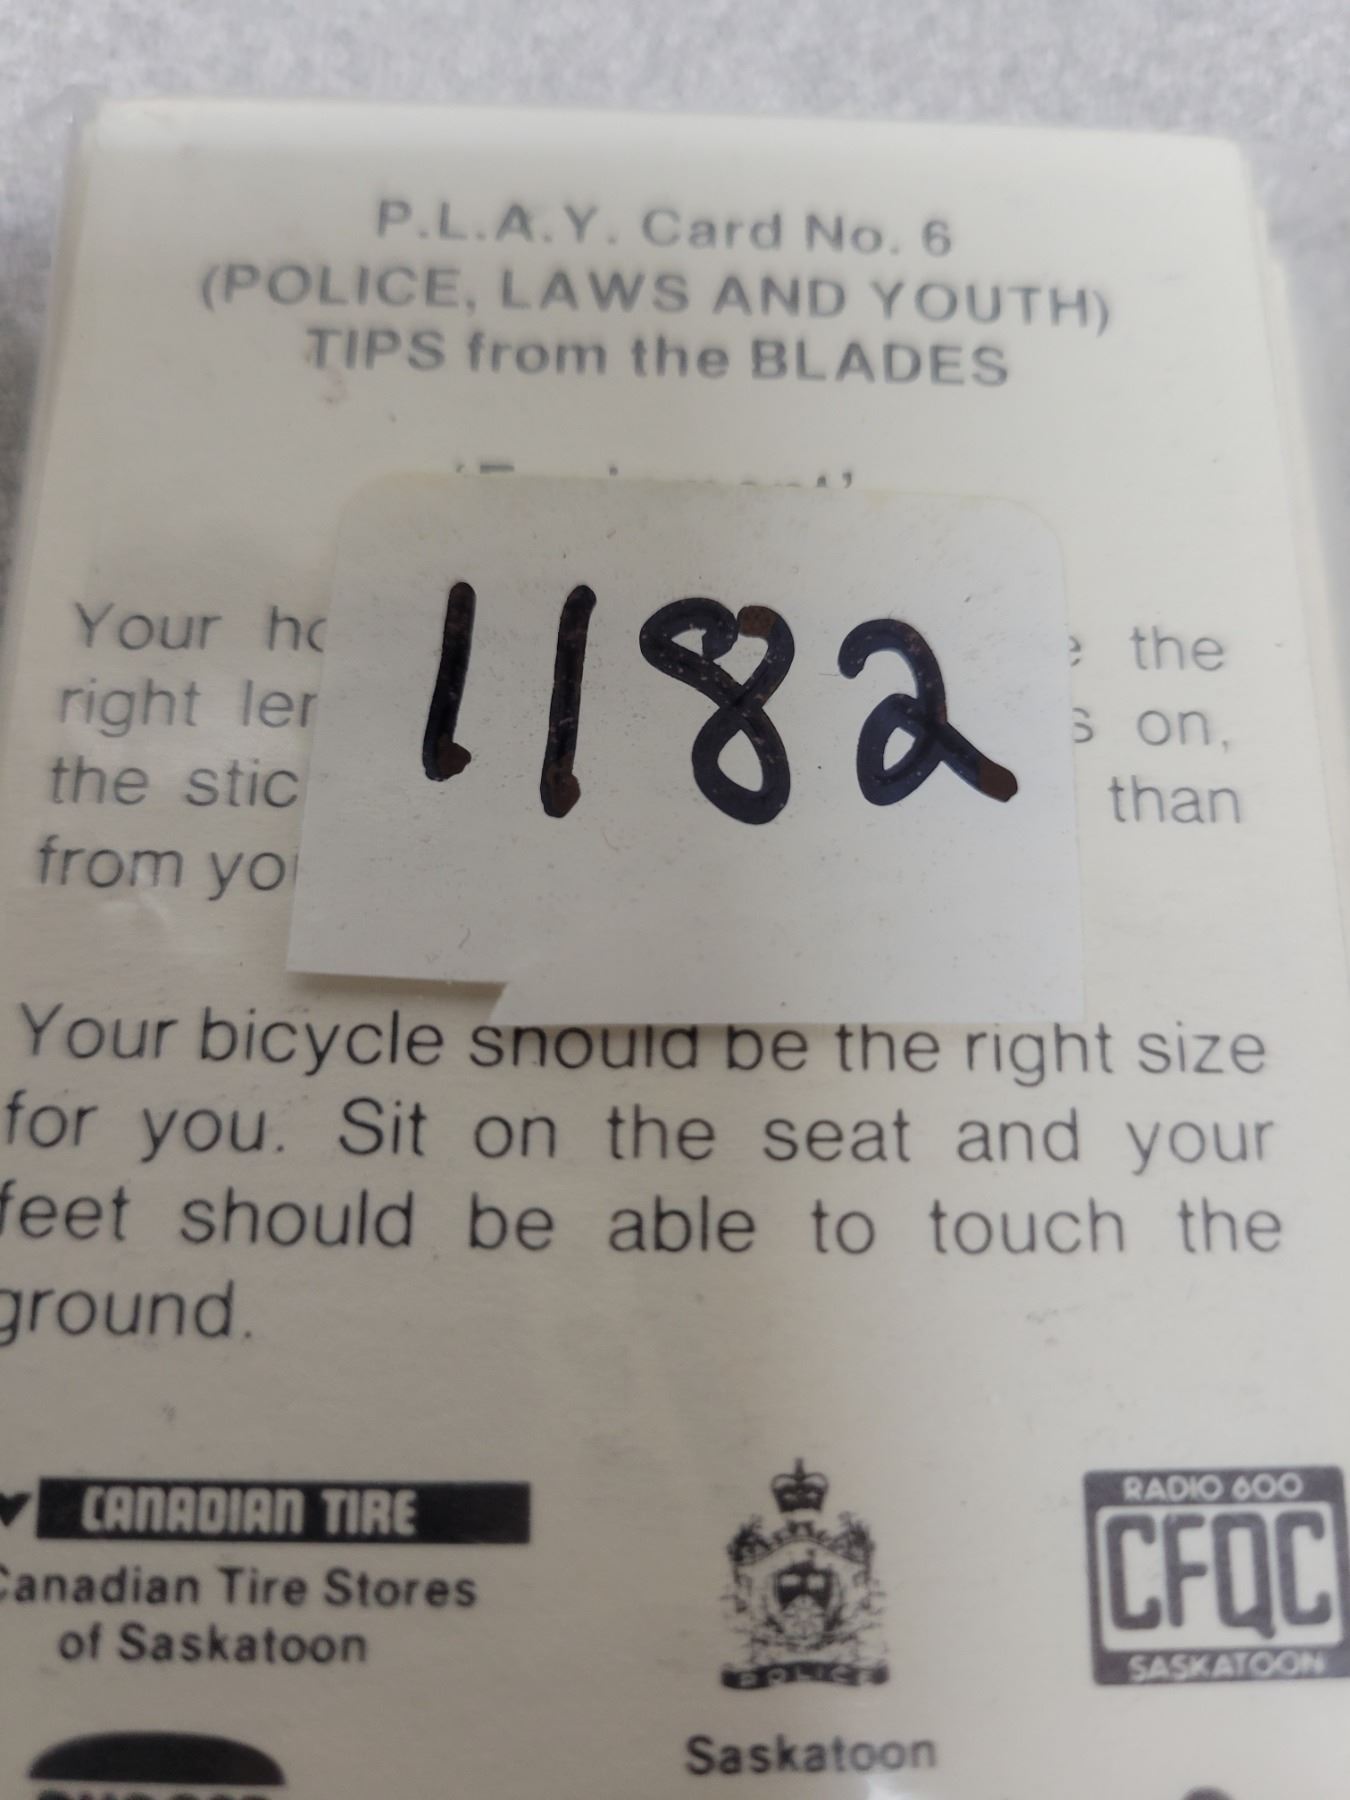 P.L.A.Y. Card No. 6
(POLICE, LAWS AND YOUTH)
TIPS from the BLADES
1182
Your the
right on,
the than
from
Your bicycle should be the right size
for you. Sit on the seat and your
feet should be able to touch the
ground.
CANADIAN TIRE
Canadian Tire Stores
of Saskatoon
POLICE
Saskatoon
RADIO 600
CFQC
SASKATOON